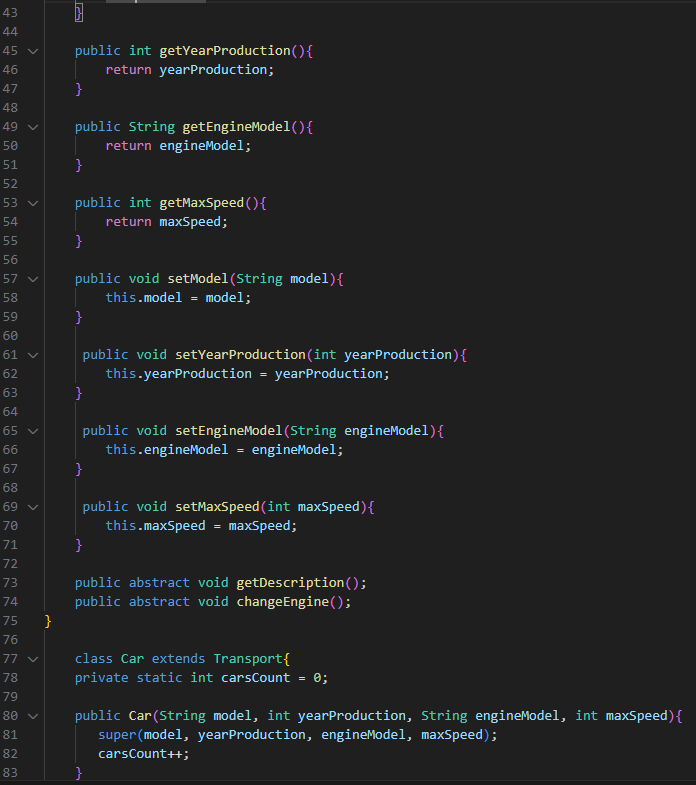 43 }
44
45 public int getYearProduction(){
46 return yearProduction;
47 }
48
49 public String getEngineModel(){
50 return engineModel;
51 }
52
53 public int getMaxSpeed(){
54 return maxSpeed;
55 }
56
57 public void setModel(String model){
58 this.model = model;
59 }
60
61 public void setYearProduction(int yearProduction){
62 this.yearProduction = yearProduction;
63 }
64
65 public void setEngineModel(String engineModel){
66 this.engineModel = engineModel;
67 }
68
69 public void setMaxSpeed(int maxSpeed){
70 this.maxSpeed = maxSpeed;
71 }
72
73 public abstract void getDescription();
74 public abstract void changeEngine();
75 }
76
77 class Car extends Transport{
78 private static int carsCount = 0;
79
80 public Car(String model, int yearProduction, String engineModel, int maxSpeed){
81 super(model, yearProduction, engineModel, maxSpeed);
82 carsCount++;
83 }